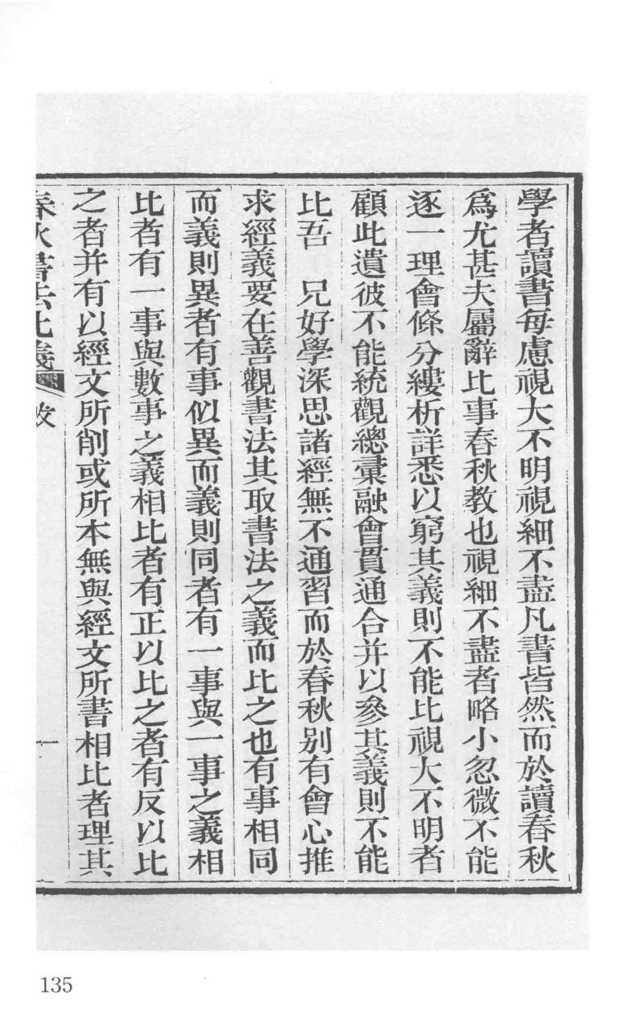 學者讀書每慮視大不明視細不盡凡書皆然而於讀春秋
爲尤甚夫屬辭比事春秋教也視細不盡者略小忽微不能
逐一理會條分縷析詳悉以窮其義則不能比視大不明者
顧此遺彼不能統觀總彙融會貫通合并以參其義則不能
比吾　兄好學深思諸經無不通習而於春秋別有會心推
求經義要在善觀書法其取書法之義而比之也有事相同
而義則異者有事似異而義則同者有一事與一事之義相
比者有一事與數事之義相比者有正以比之者有反以比
之者并有以經文所削或所本無與經文所書相比者理其
春秋書法比義 攷 一
135